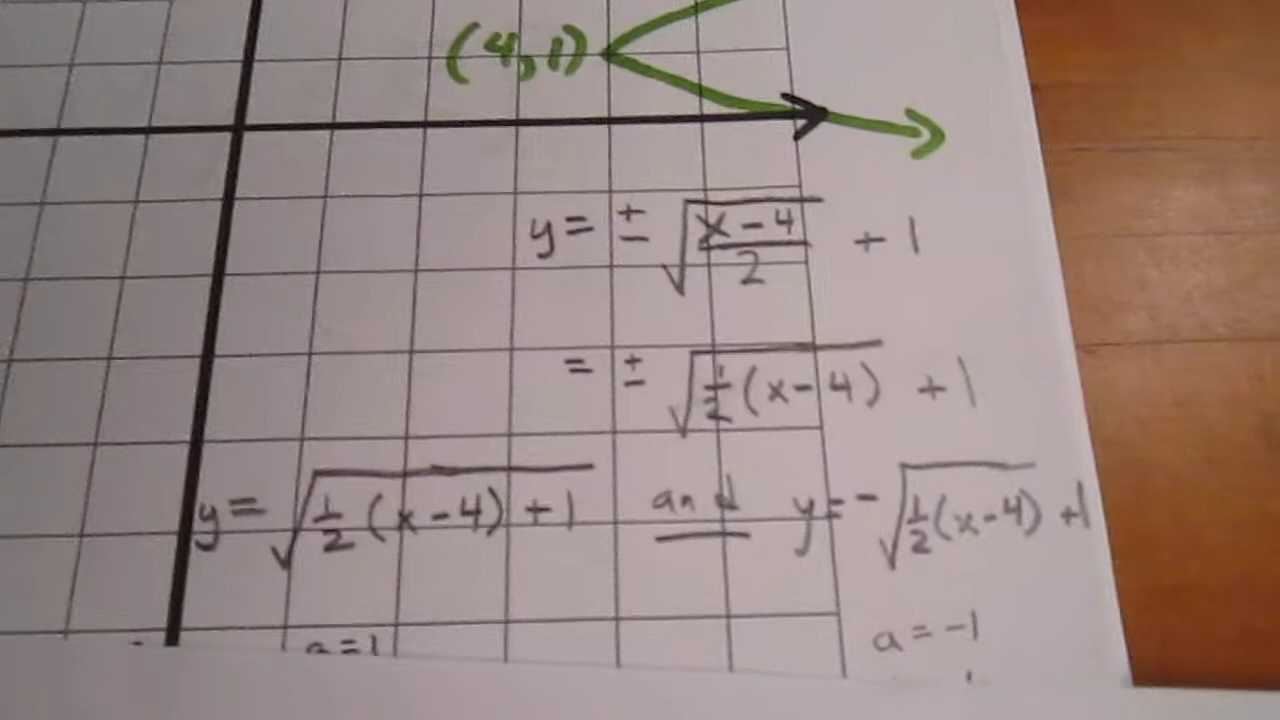 (4,1)
y = ± √((x-4)/2) + 1
= ± √(1/2(x-4)) + 1
y = √(1/2(x-4) + 1) and y = - √(1/2(x-4)) + 1
a = 1 a = -1